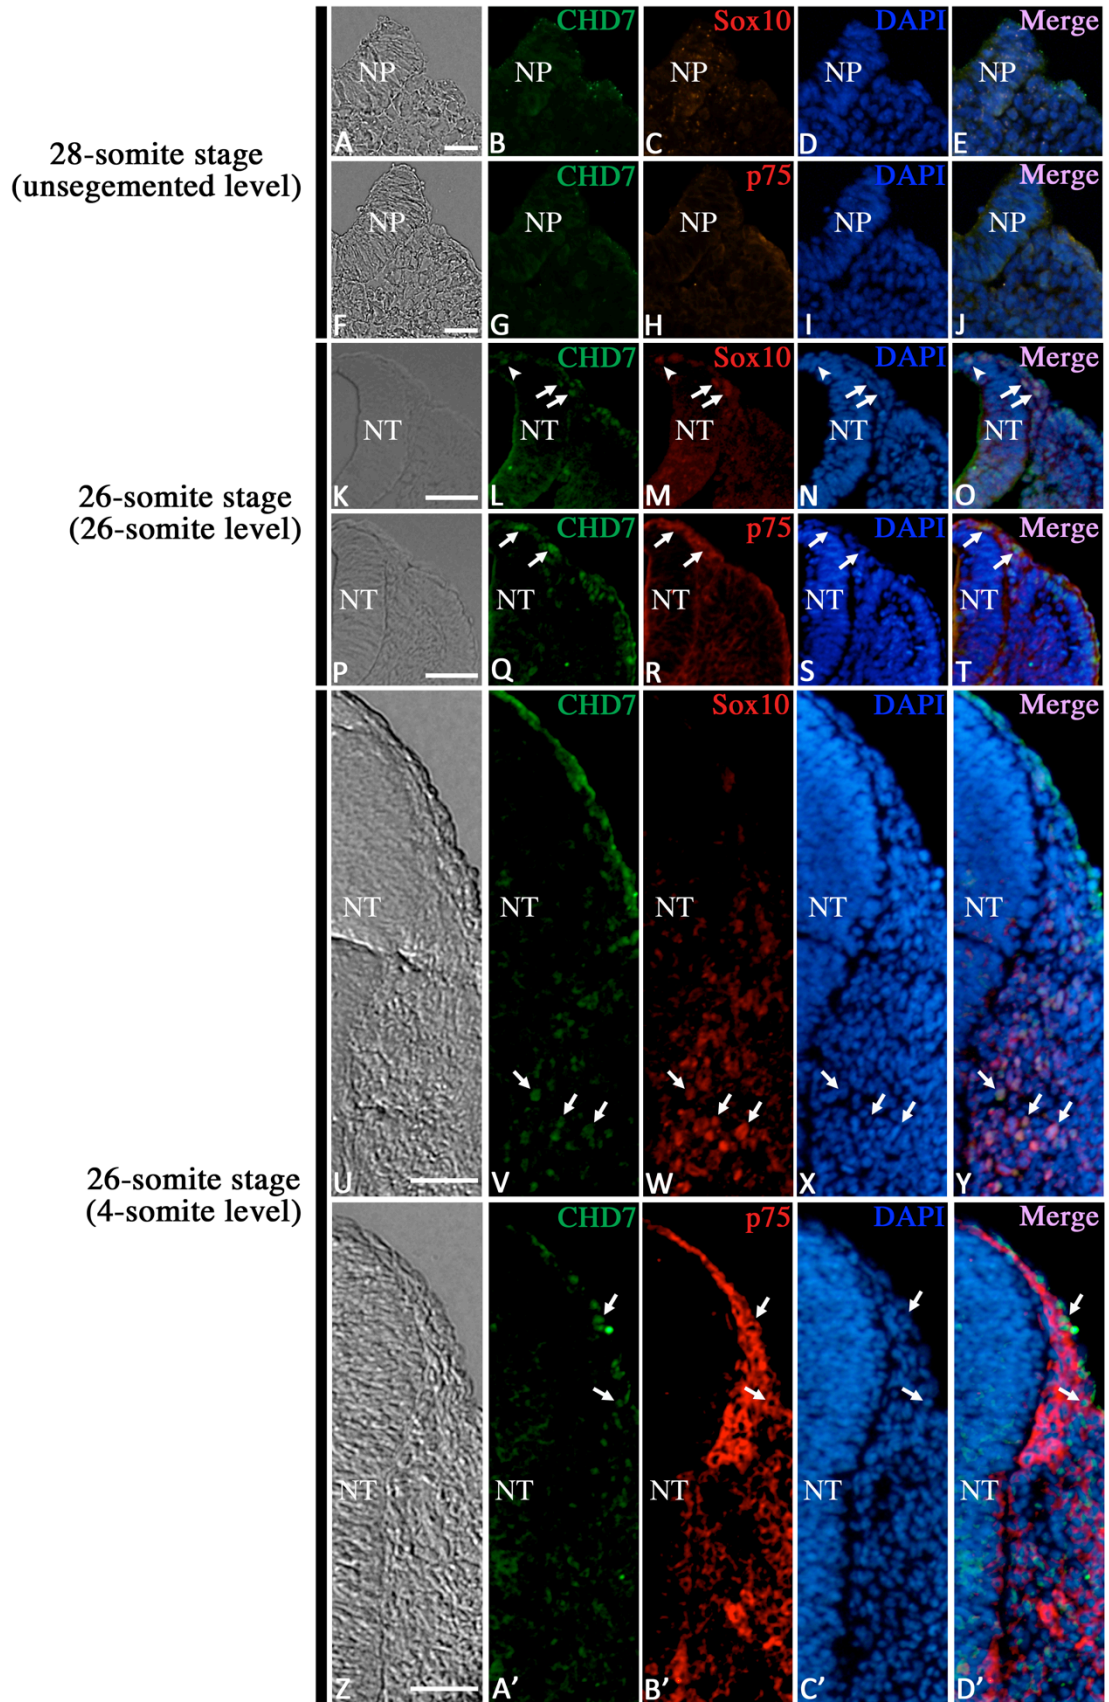 28-somite stage
(unsegemented level)
NP
A
CHD7
NP
B
Sox10
NP
C
DAPI
NP
D
Merge
NP
E
NP
F
CHD7
NP
G
p75
NP
H
DAPI
NP
I
Merge
NP
J
26-somite stage
(26-somite level)
NT
K
CHD7
NT
L
Sox10
NT
M
DAPI
NT
N
Merge
NT
O
NT
P
CHD7
NT
Q
p75
NT
R
DAPI
NT
S
Merge
NT
T
26-somite stage
(4-somite level)
NT
U
CHD7
NT
V
Sox10
NT
W
DAPI
NT
X
Merge
NT
Y
NT
Z
CHD7
NT
A'
p75
NT
B'
DAPI
NT
C'
Merge
NT
D'